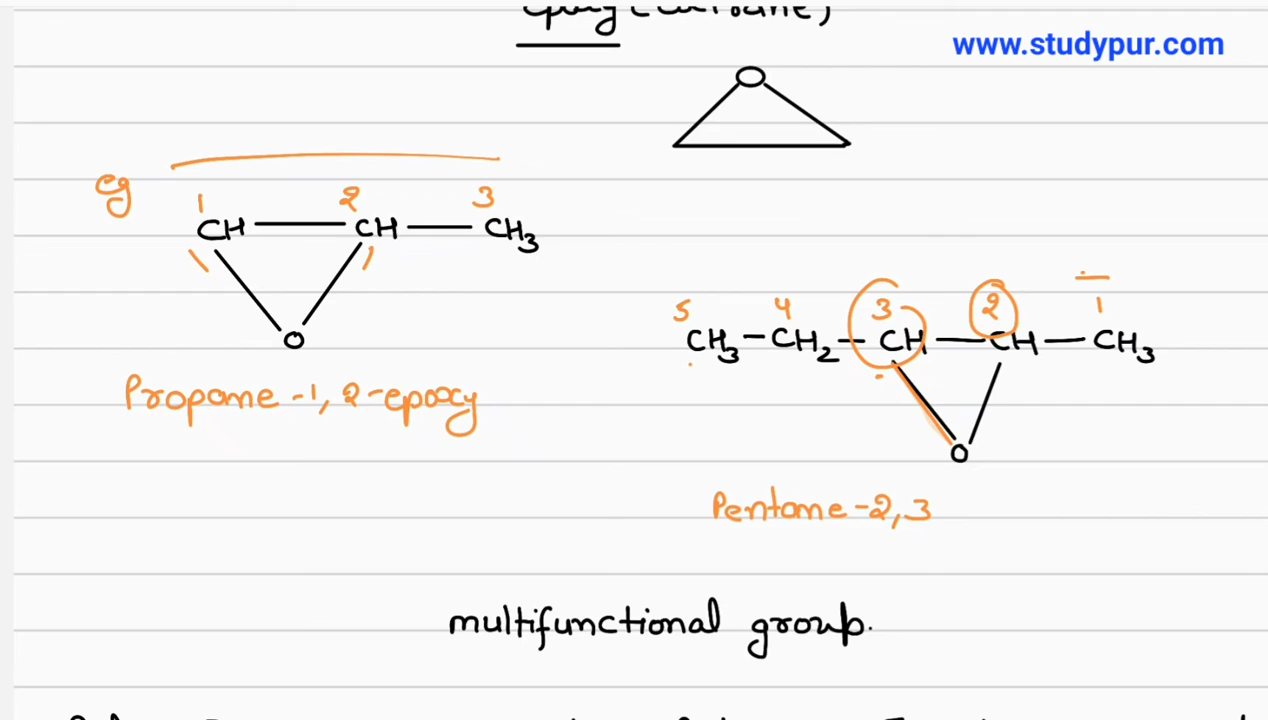 www.studypur.com
O
eg
1 2 3
CH CH CH3
O
Propane-1, 2-epoxy
5 4 3 2 1
CH3-CH2-CH-CH-CH3
O
Pentane-2,3
multifunctional group.